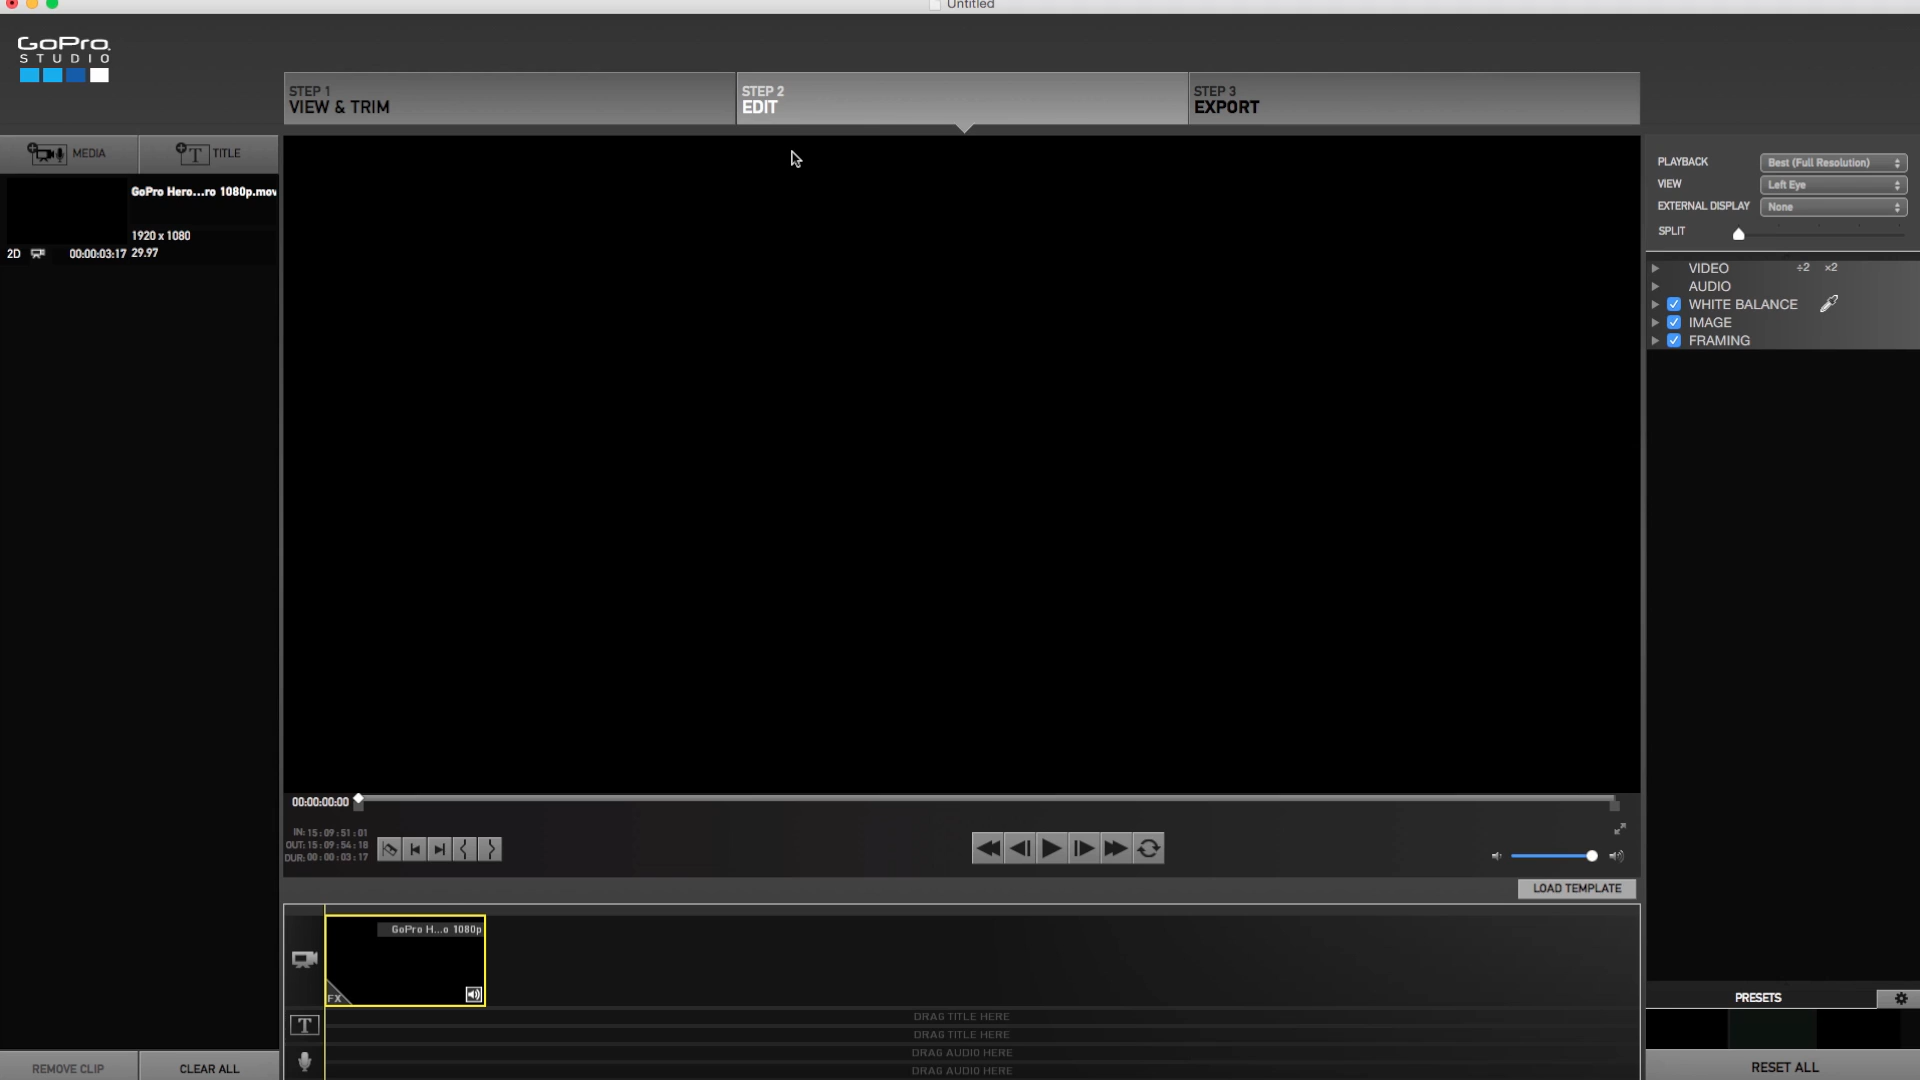 Untitled
GoPro
STUDIO
STEP 1
VIEW & TRIM
STEP 2
EDIT
STEP 3
EXPORT
MEDIA
TITLE
GoPro Hero...ro 1080p.mov
1920 x 1080
2D
00:00:03:17
29.97
PLAYBACK
Best (Full Resolution)
VIEW
Left Eye
EXTERNAL DISPLAY
None
SPLIT
VIDEO
÷2
×2
AUDIO
WHITE BALANCE
IMAGE
FRAMING
00:00:00:00
IN: 15:09:51:01
OUT: 15:09:54:18
DUR: 00:00:03:17
LOAD TEMPLATE
GoPro H...o 1080p
FX
T
DRAG TITLE HERE
DRAG TITLE HERE
DRAG AUDIO HERE
DRAG AUDIO HERE
PRESETS
REMOVE CLIP
CLEAR ALL
RESET ALL